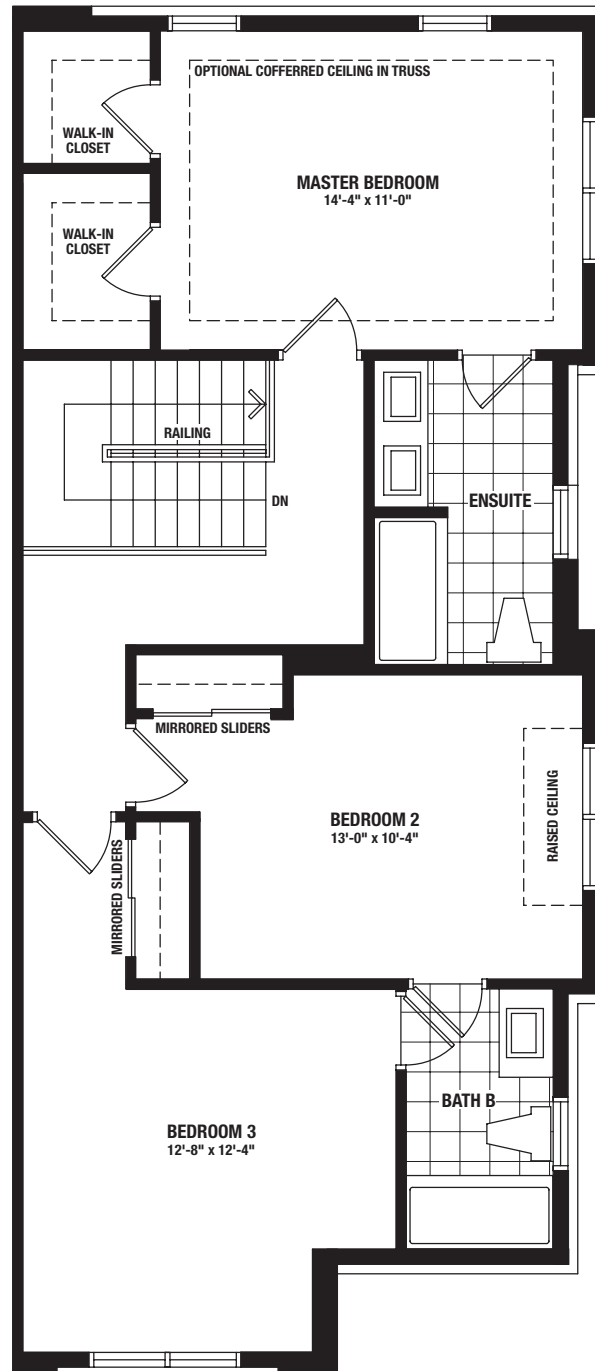 OPTIONAL COFFERRED CEILING IN TRUSS
WALK-IN
CLOSET
MASTER BEDROOM
14'-4" x 11'-0"
WALK-IN
CLOSET
RAILING
DN
ENSUITE
MIRRORED SLIDERS
BEDROOM 2
13'-0" x 10'-4"
RAISED CEILING
MIRRORED SLIDERS
BATH B
BEDROOM 3
12'-8" x 12'-4"